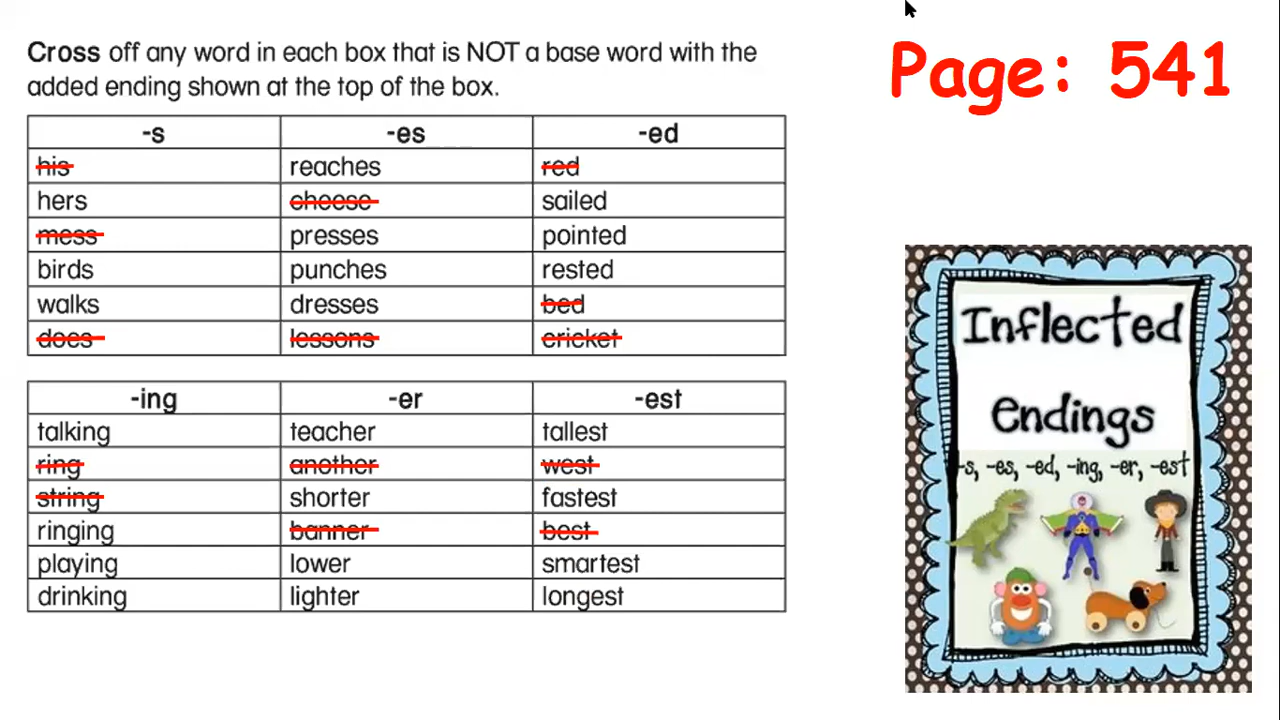 Cross off any word in each box that is NOT a base word with the
added ending shown at the top of the box.
Page: 541
-s -es -ed
his reaches red
hers cheese sailed
mess presses pointed
birds punches rested
walks dresses bed
does lessons cricket
-ing -er -est
talking teacher tallest
ring another west
string shorter fastest
ringing banner best
playing lower smartest
drinking lighter longest
Inflected
Endings
-s, -es, -ed, -ing, -er, -est